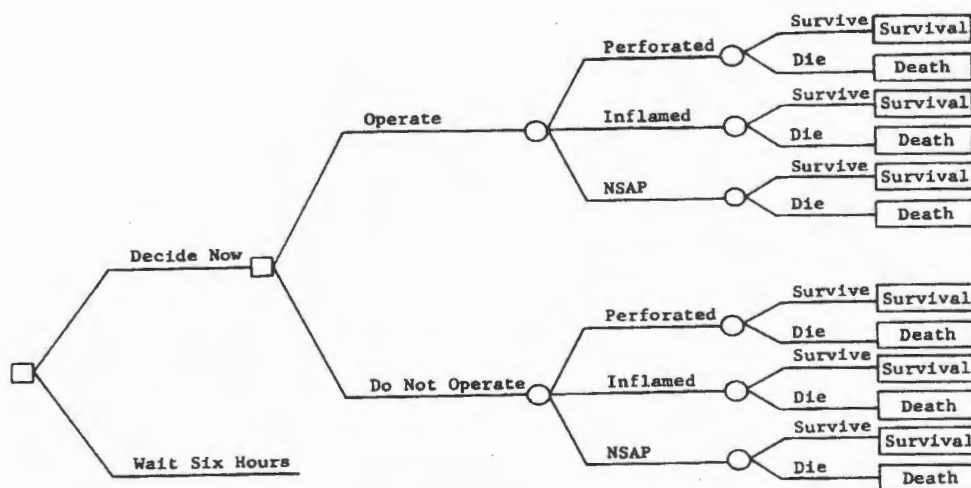 Survive Survival
Perforated
Die Death
Survive Survival
Operate Inflamed
Die Death
Survive Survival
NSAP
Die Death
Decide Now
Survive Survival
Perforated
Die Death
Survive Survival
Do Not Operate Inflamed
Die Death
Survive Survival
NSAP
Wait Six Hours Die Death